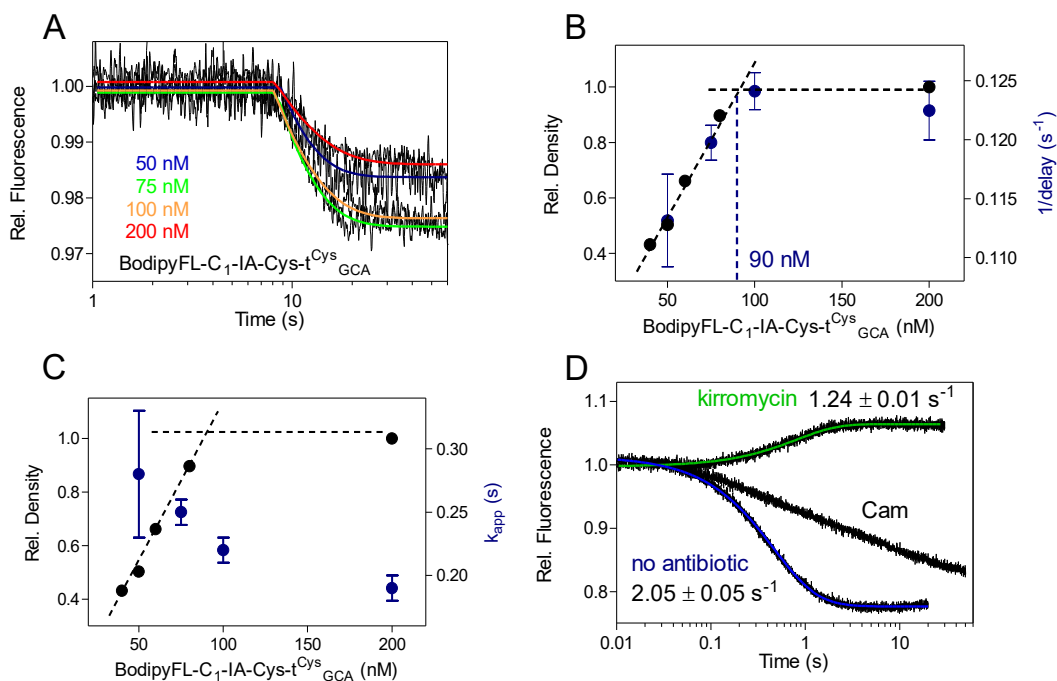 A
Rel. Fluorescence
1.00
0.99
0.98
0.97
50 nM
75 nM
100 nM
200 nM
BodipyFL-C₁-IA-Cys-tᶜʸˢGCA
1
10
Time (s)
B
Rel. Density
1.0
0.8
0.6
0.4
90 nM
0.125
0.120
0.115
0.110
1/delay (s⁻¹)
50
100
150
200
BodipyFL-C₁-IA-Cys-tᶜʸˢGCA (nM)
C
Rel. Density
1.0
0.8
0.6
0.4
0.30
0.25
0.20
kapp (s)
50
100
150
200
BodipyFL-C₁-IA-Cys-tᶜʸˢGCA (nM)
D
Rel. Fluorescence
1.1
1.0
0.9
0.8
kirromycin 1.24 ± 0.01 s⁻¹
Cam
no antibiotic
2.05 ± 0.05 s⁻¹
0.01
0.1
1
10
Time (s)